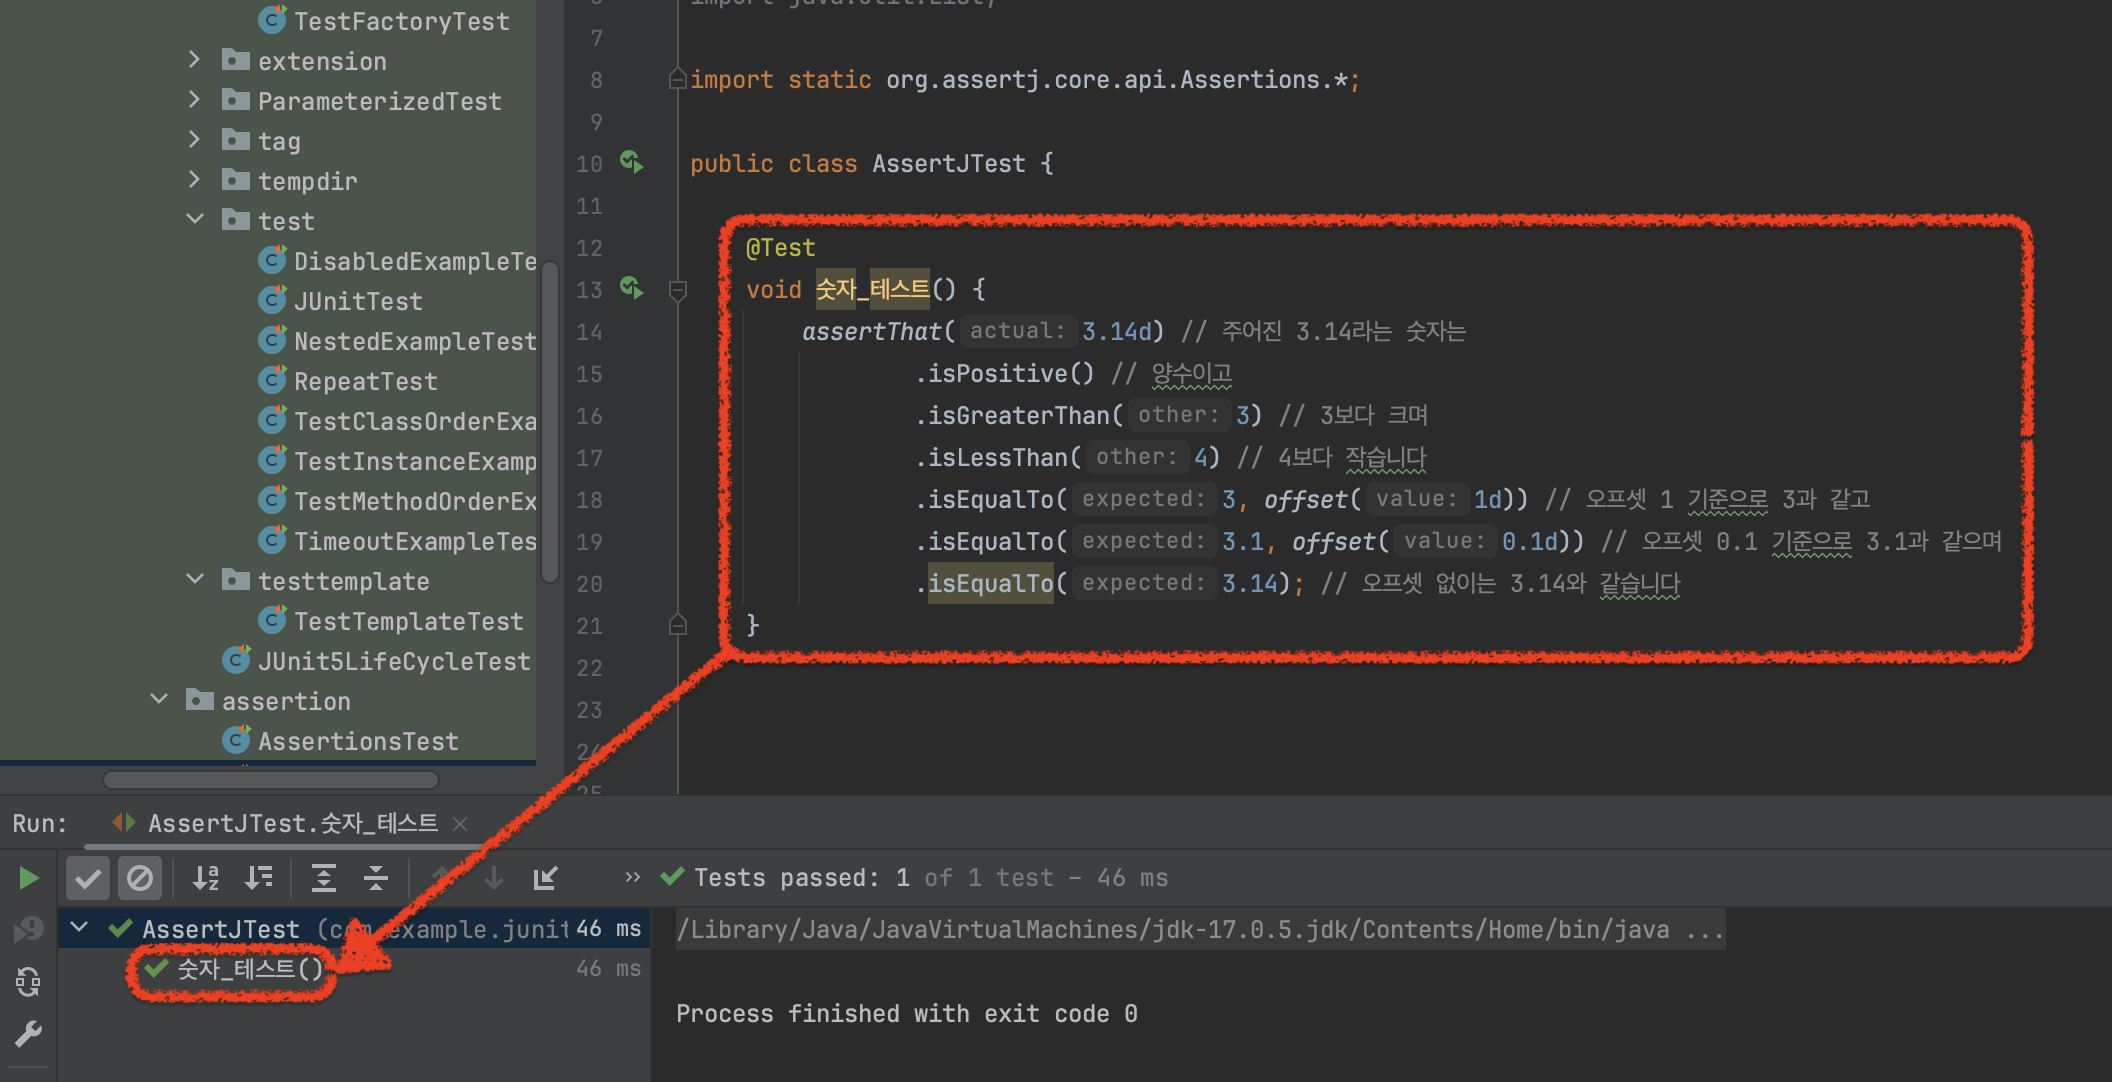 TestFactoryTest
extension
ParameterizedTest
tag
tempdir
test
DisabledExampleTe
JUnitTest
NestedExampleTest
RepeatTest
TestClassOrderExa
TestInstanceExamp
TestMethodOrderEx
TimeoutExampleTes
testtemplate
TestTemplateTest
JUnit5LifeCycleTest
assertion
AssertionsTest
import java.util.List;
7
8 import static org.assertj.core.api.Assertions.*;
9
10 public class AssertJTest {
11
12 @Test
13 void 숫자_테스트() {
14 assertThat( actual: 3.14d) // 주어진 3.14라는 숫자는
15 .isPositive() // 양수이고
16 .isGreaterThan( other: 3) // 3보다 크며
17 .isLessThan( other: 4) // 4보다 작습니다
18 .isEqualTo( expected: 3, offset( value: 1d)) // 오프셋 1 기준으로 3과 같고
19 .isEqualTo( expected: 3.1, offset( value: 0.1d)) // 오프셋 0.1 기준으로 3.1과 같으며
20 .isEqualTo( expected: 3.14); // 오프셋 없이는 3.14와 같습니다
21 }
22
23
24
25
Run: AssertJTest.숫자_테스트
Tests passed: 1 of 1 test – 46 ms
AssertJTest (com.example.junit 46 ms
숫자_테스트() 46 ms
/Library/Java/JavaVirtualMachines/jdk-17.0.5.jdk/Contents/Home/bin/java ...
Process finished with exit code 0